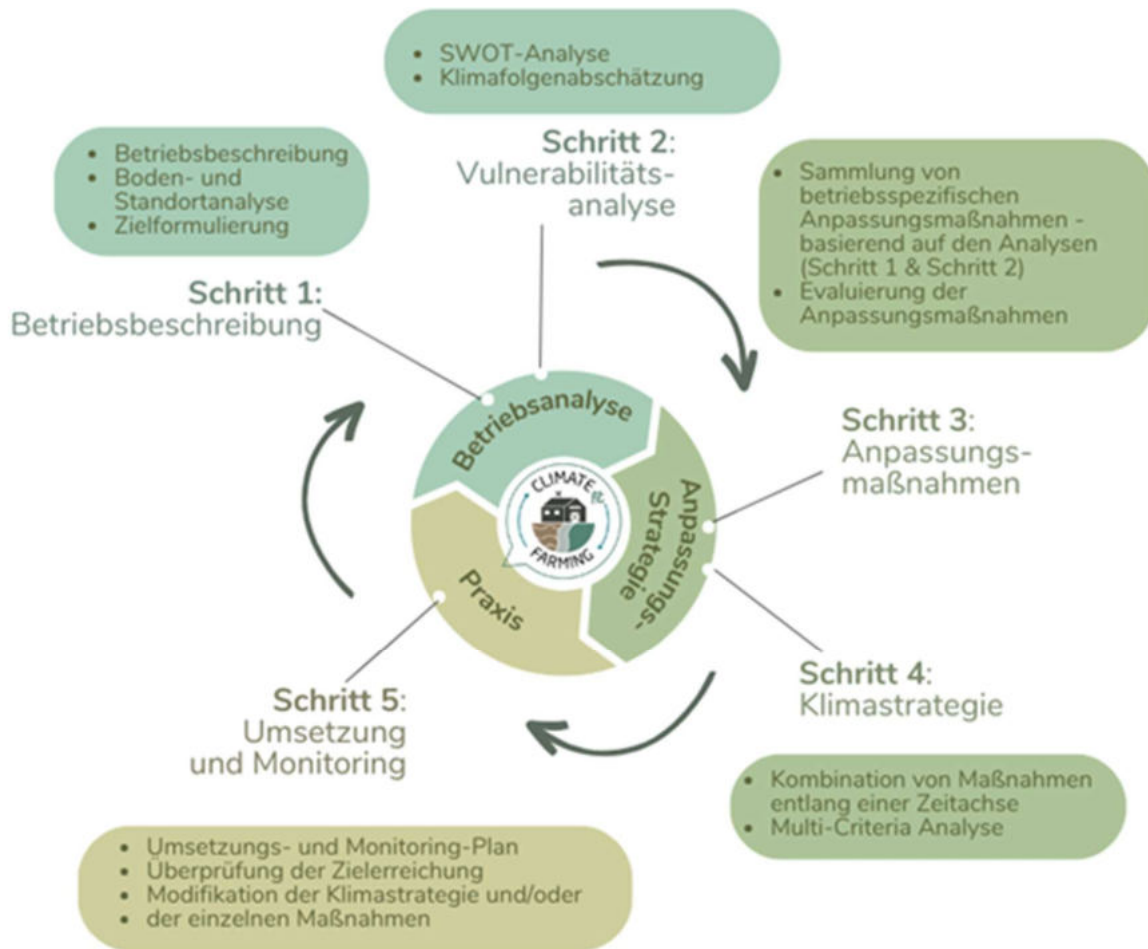 • SWOT-Analyse
• Klimafolgenabschätzung
Schritt 2:
Vulnerabilitäts-
analyse
• Betriebsbeschreibung
• Boden- und
Standortanalyse
• Zielformulierung
Schritt 1:
Betriebsbeschreibung
• Sammlung von
betriebsspezifischen
Anpassungsmaßnahmen -
basierend auf den Analysen
(Schritt 1 & Schritt 2)
• Evaluierung der
Anpassungsmaßnahmen
Schritt 3:
Anpassungs-
maßnahmen
Betriebsanalyse
Anpassungs-
Strategie
Praxis
CLIMATE
FARMING
Schritt 4:
Klimastrategie
• Kombination von Maßnahmen
entlang einer Zeitachse
• Multi-Criteria Analyse
Schritt 5:
Umsetzung
und Monitoring
• Umsetzungs- und Monitoring-Plan
• Überprüfung der Zielerreichung
• Modifikation der Klimastrategie und/oder
• der einzelnen Maßnahmen